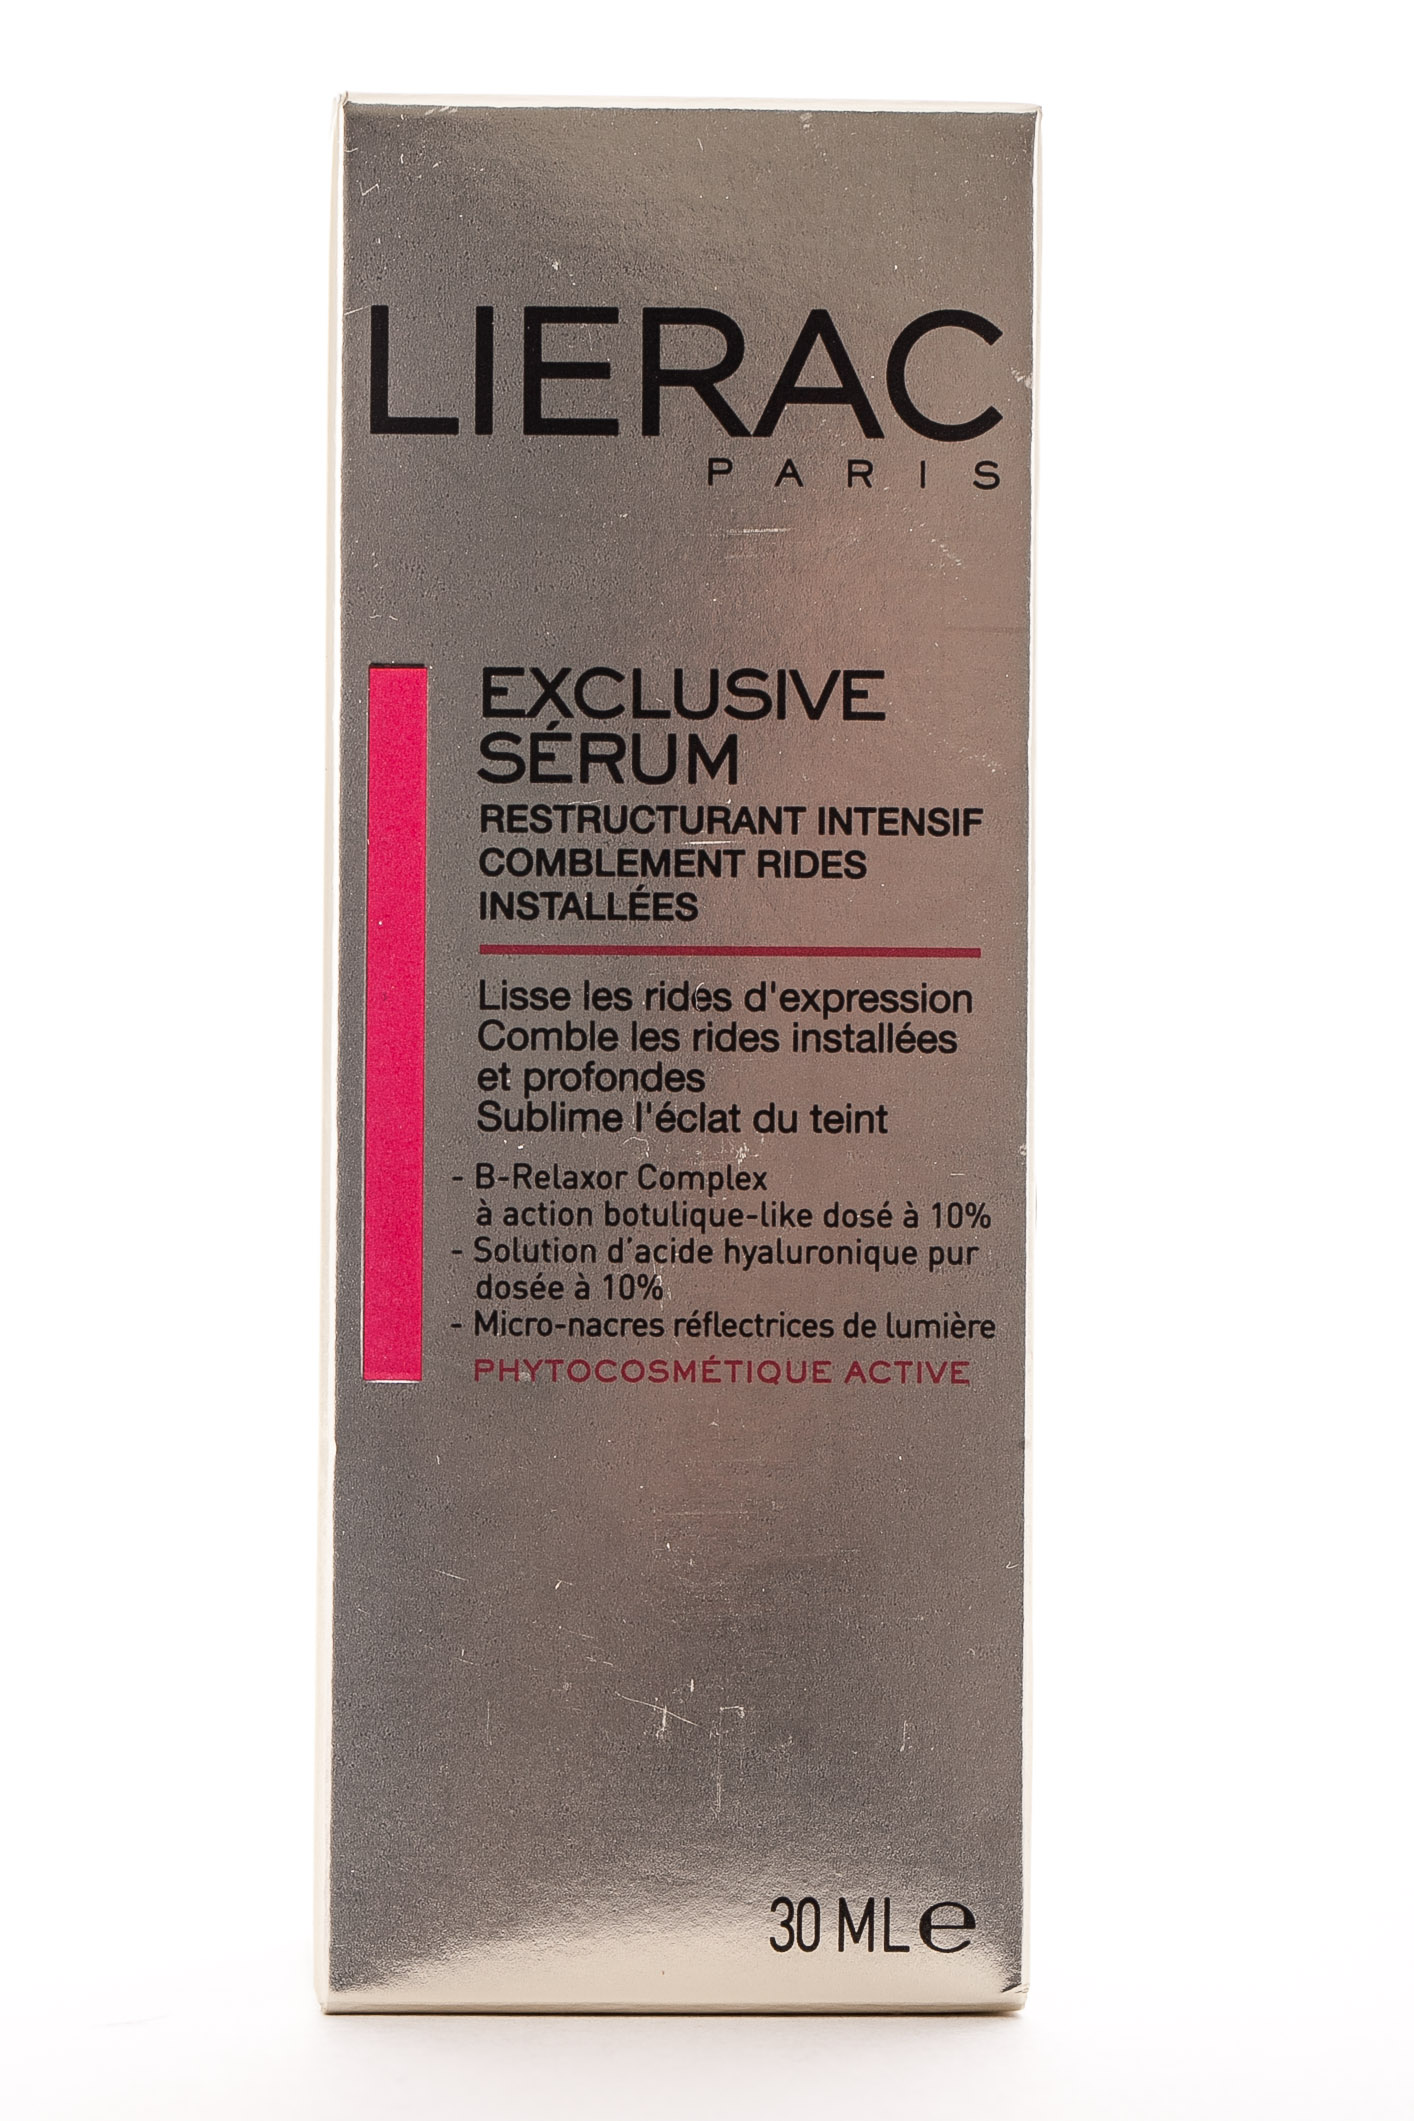 LIERAC
PARIS
EXCLUSIVE
SÉRUM
RESTRUCTURANT INTENSIF
COMBLEMENT RIDES
INSTALLÉES
Lisse les rides d'expression
Comble les rides installées
et profondes
Sublime l'éclat du teint
- B-Relaxor Complex
à action botulique-like dosé à 10%
- Solution d'acide hyaluronique pur
dosée à 10%
- Micro-nacres réflectrices de lumière
PHYTOCOSMÉTIQUE ACTIVE
30 ML ℮